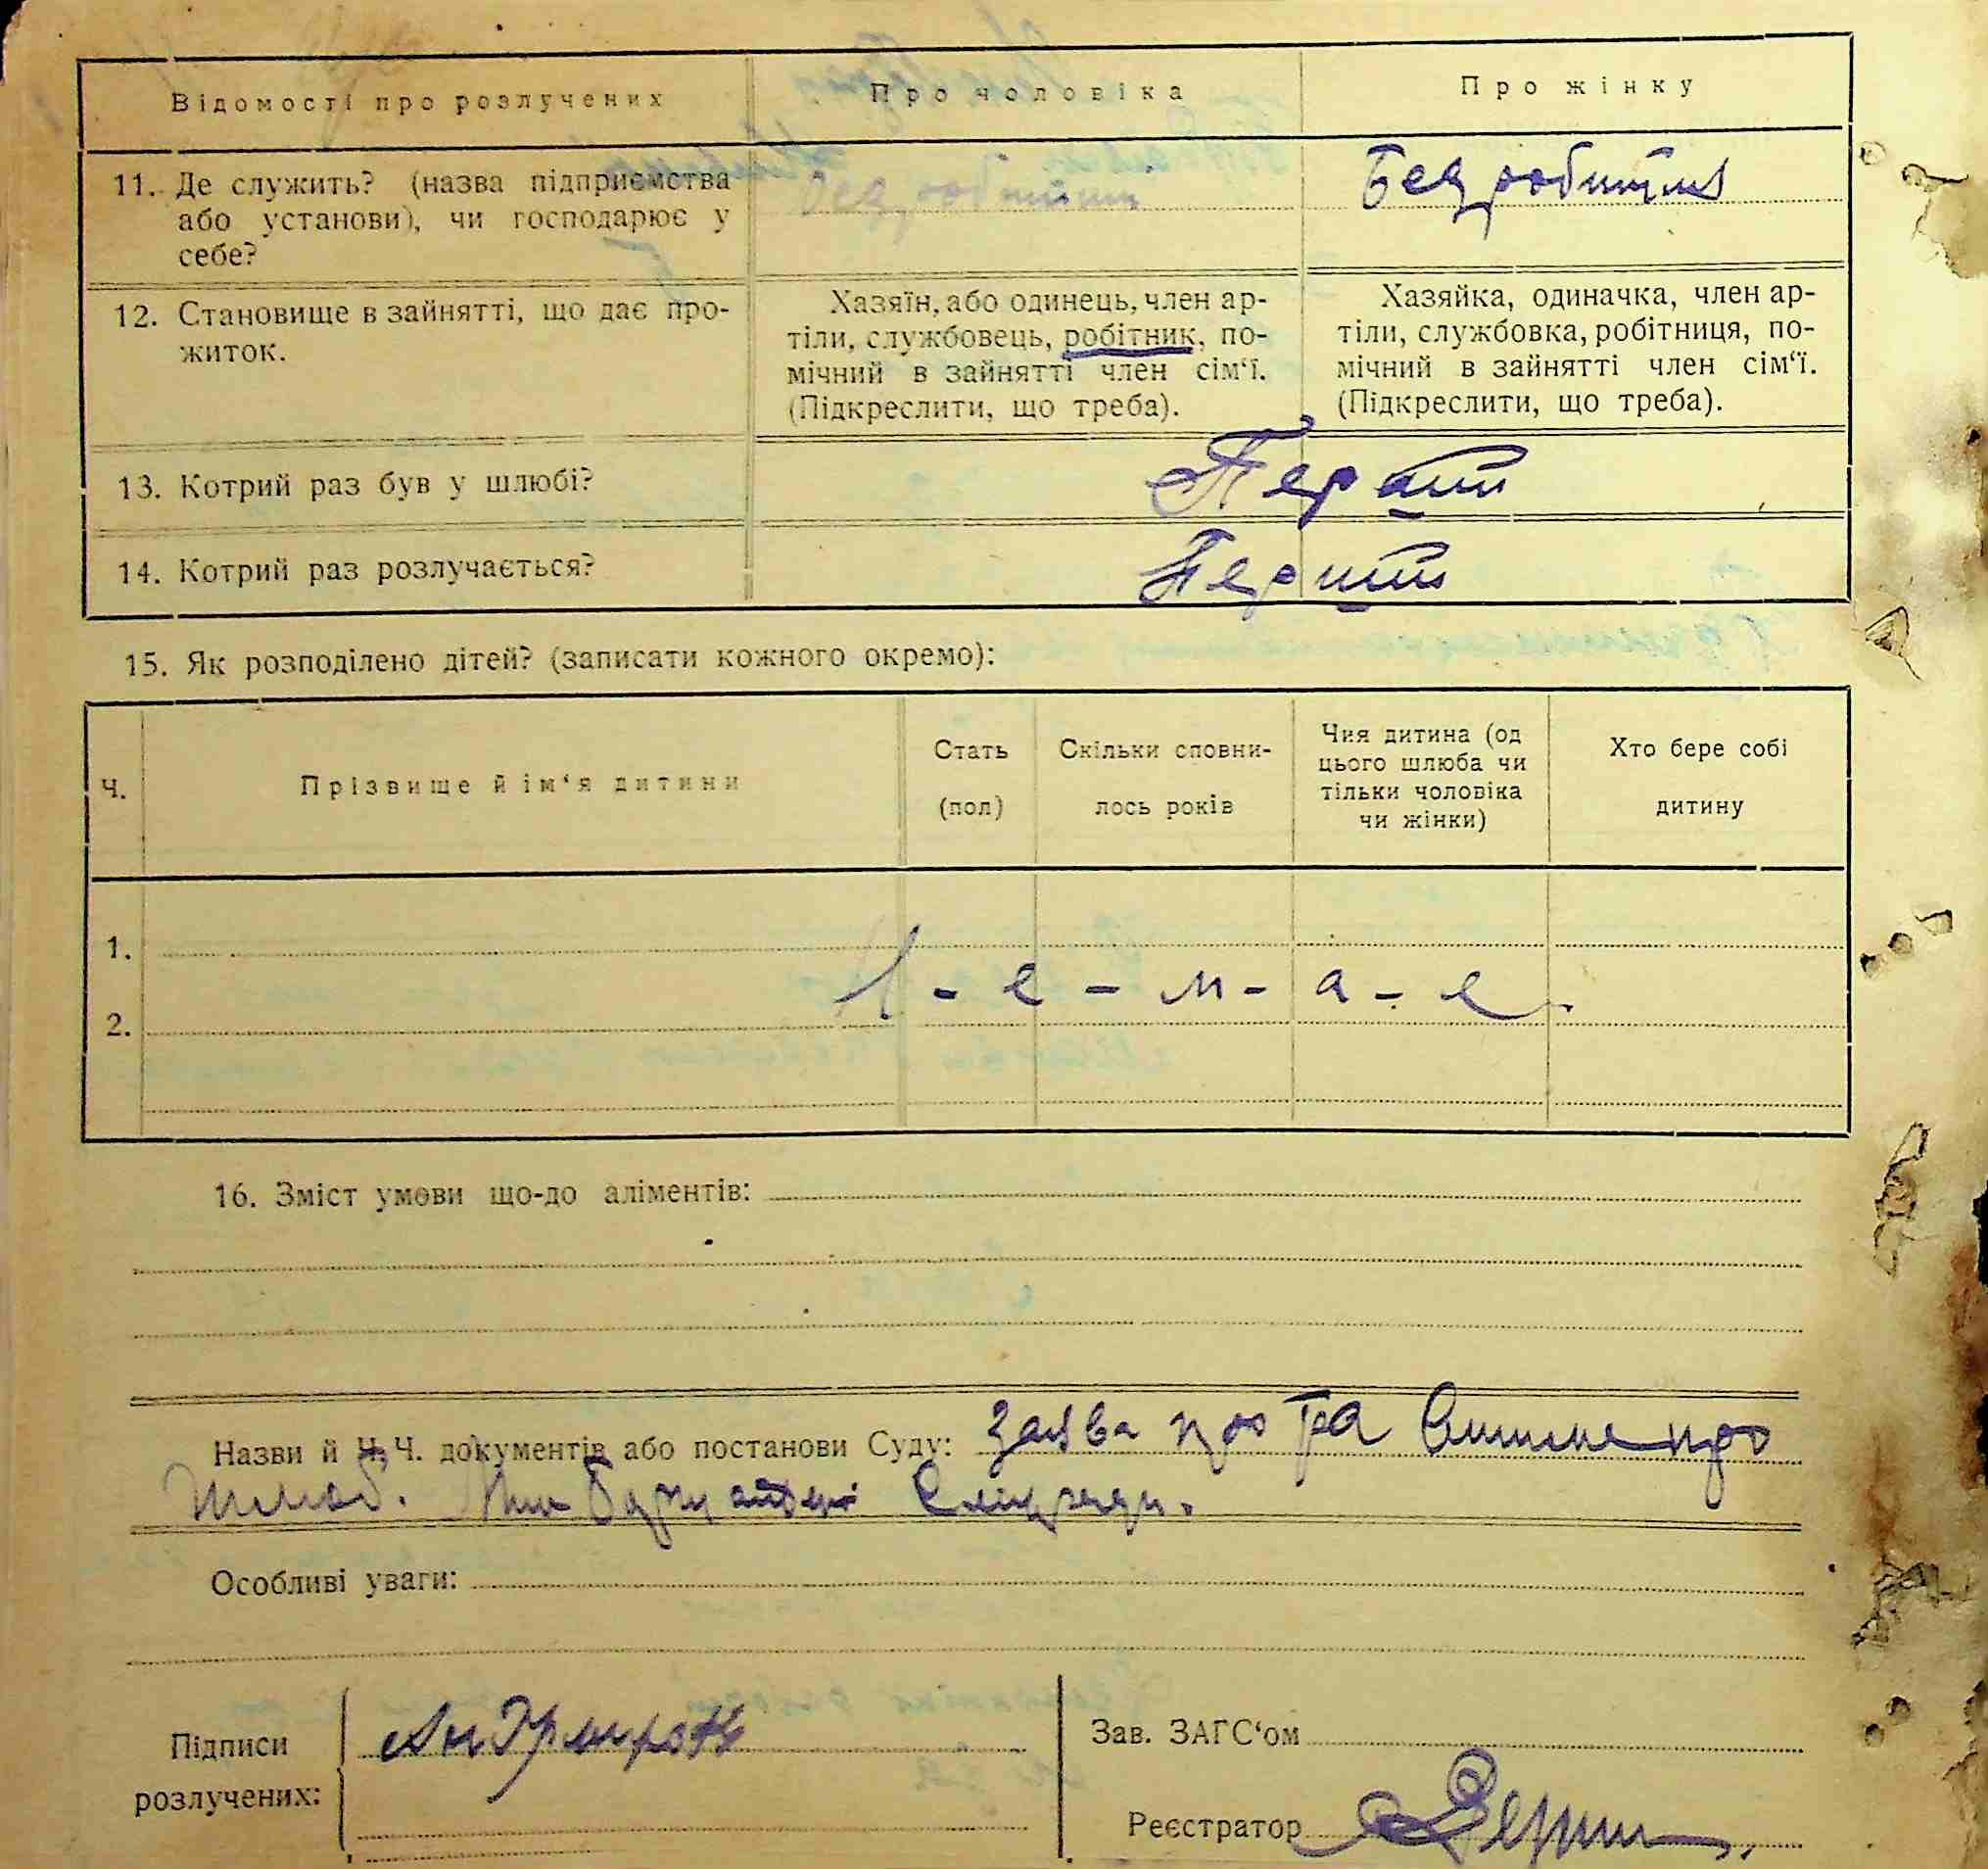 Відомості про розлучених
Про чоловіка
Про жінку
11. Де служить? (назва підприємства
або установи), чи господарює у
себе?
12. Становище в зайнятті, що дає про-
житок.
Хазяїн, або одинець, член ар-
тіли, службовець, робітник, по-
мічний в зайнятті член сім‘ї.
(Підкреслити, що треба).
Хазяйка, одиначка, член ар-
тіли, службовка, робітниця, по-
мічний в зайнятті член сім‘ї.
(Підкреслити, що треба).
13. Котрий раз був у шлюбі?
Перший
14. Котрий раз розлучається?
Перший
15. Як розподілено дітей? (записати кожного окремо):
Ч.
Прізвище й ім‘я дитини
Стать
(пол)
Скільки сповни-
лось років
Чия дитина (од
цього шлюба чи
тільки чоловіка
чи жінки)
Хто бере собі
дитину
1.
Н - е - м - а - е
2.
16. Зміст умови що-до аліментів:
Назви й Ч. Ч. документів або постанови Суду: Заява про про
шлюб.
Особливі уваги:
Підписи
розлучених:
Зав. ЗАГС‘ом
Реєстратор